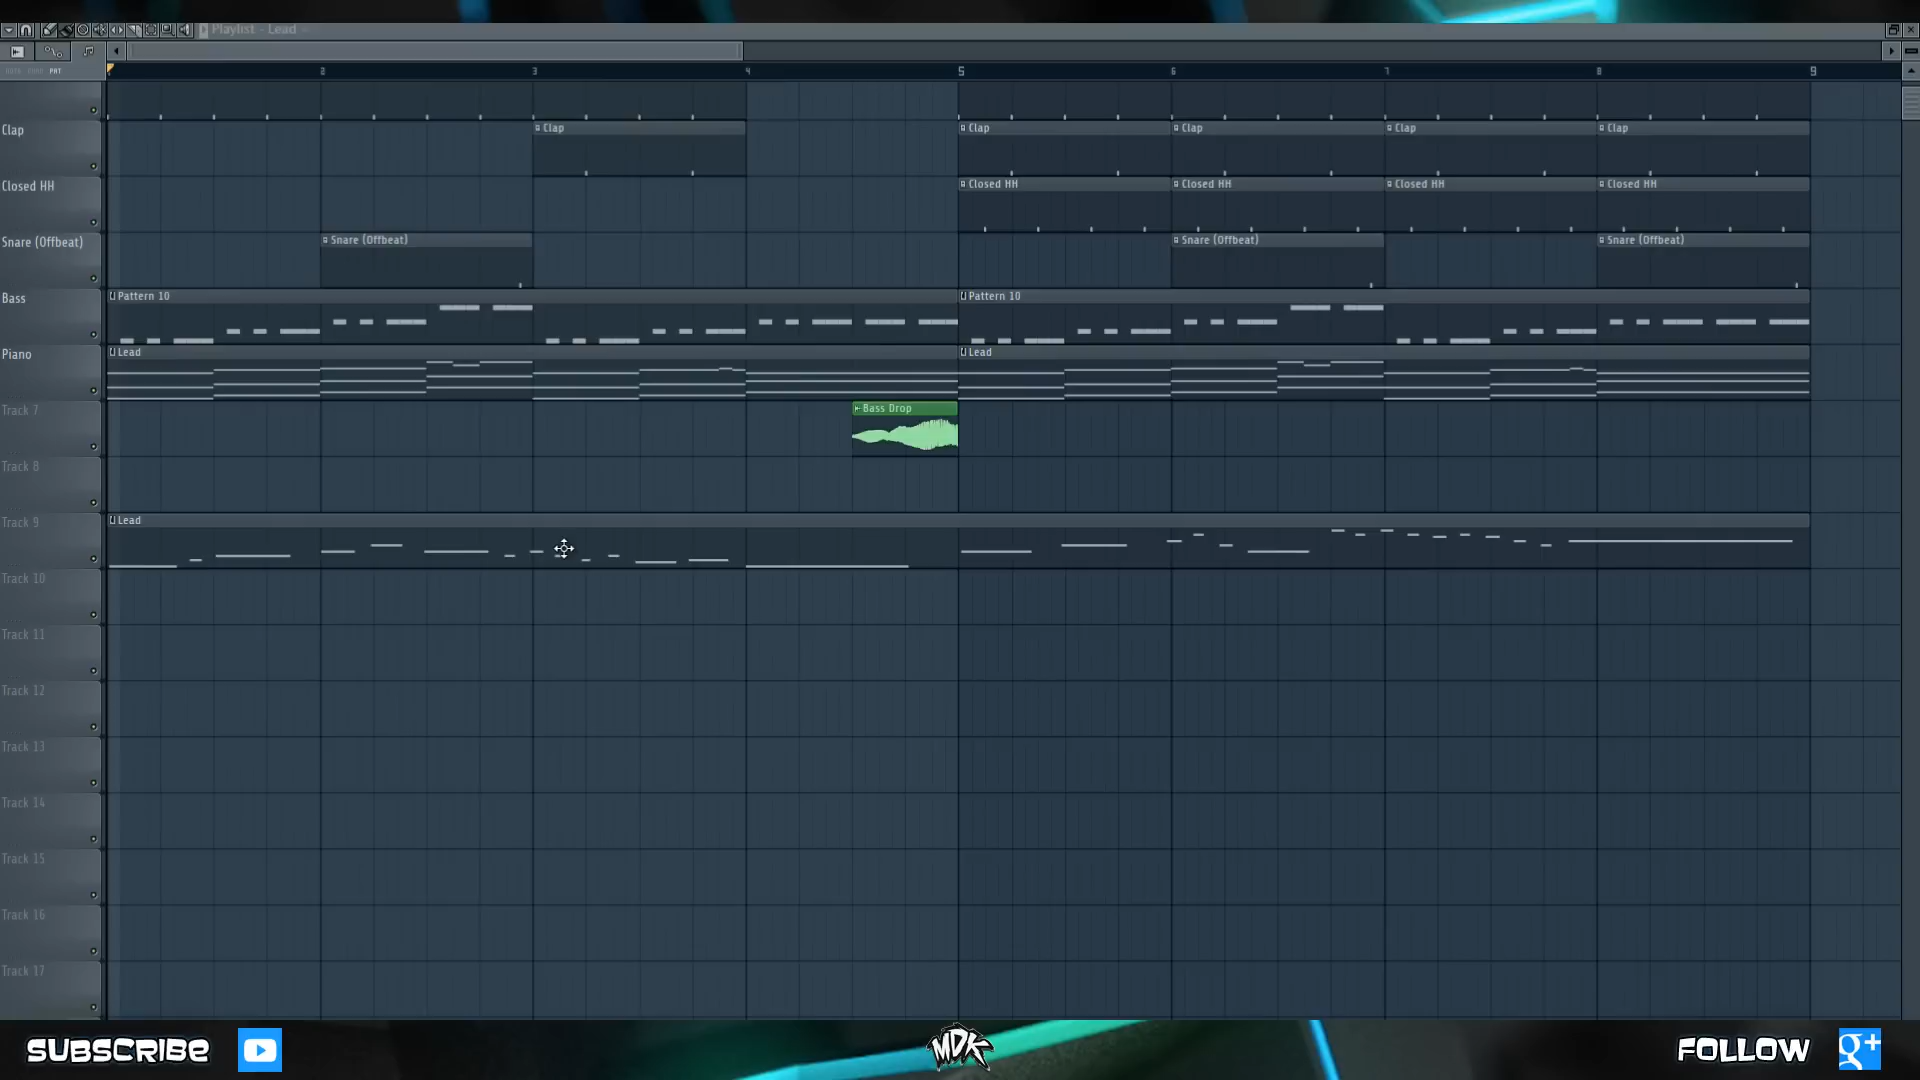 Playlist - Lead
PAT
2 3 4 5 6 7 8 9
Clap
Clap
Clap Clap Clap Clap
Closed HH
Closed HH Closed HH Closed HH Closed HH
Snare (Offbeat)
Snare (Offbeat)
Snare (Offbeat)
Snare (Offbeat)
Bass
Pattern 10
Pattern 10
Piano
Lead
Lead
Track 7
Bass Drop
Track 8
Track 9
Lead
Track 10
Track 11
Track 12
Track 13
Track 14
Track 15
Track 16
Track 17
SUBSCRIBE
MDK
FOLLOW
g+